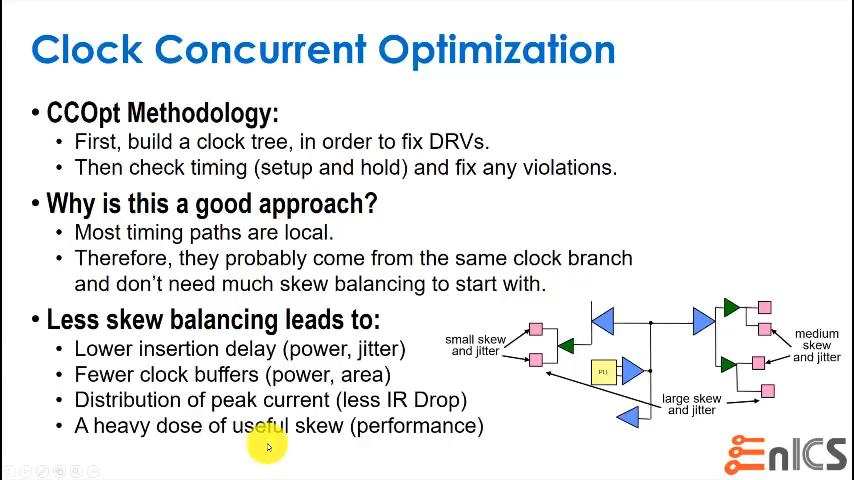 Clock Concurrent Optimization
• CCOpt Methodology:
• First, build a clock tree, in order to fix DRVs.
• Then check timing (setup and hold) and fix any violations.
• Why is this a good approach?
• Most timing paths are local.
• Therefore, they probably come from the same clock branch
and don't need much skew balancing to start with.
• Less skew balancing leads to:
• Lower insertion delay (power, jitter)
• Fewer clock buffers (power, area)
• Distribution of peak current (less IR Drop)
• A heavy dose of useful skew (performance)
small skew
and jitter
PLL
medium
skew
and jitter
large skew
and jitter
EnICS